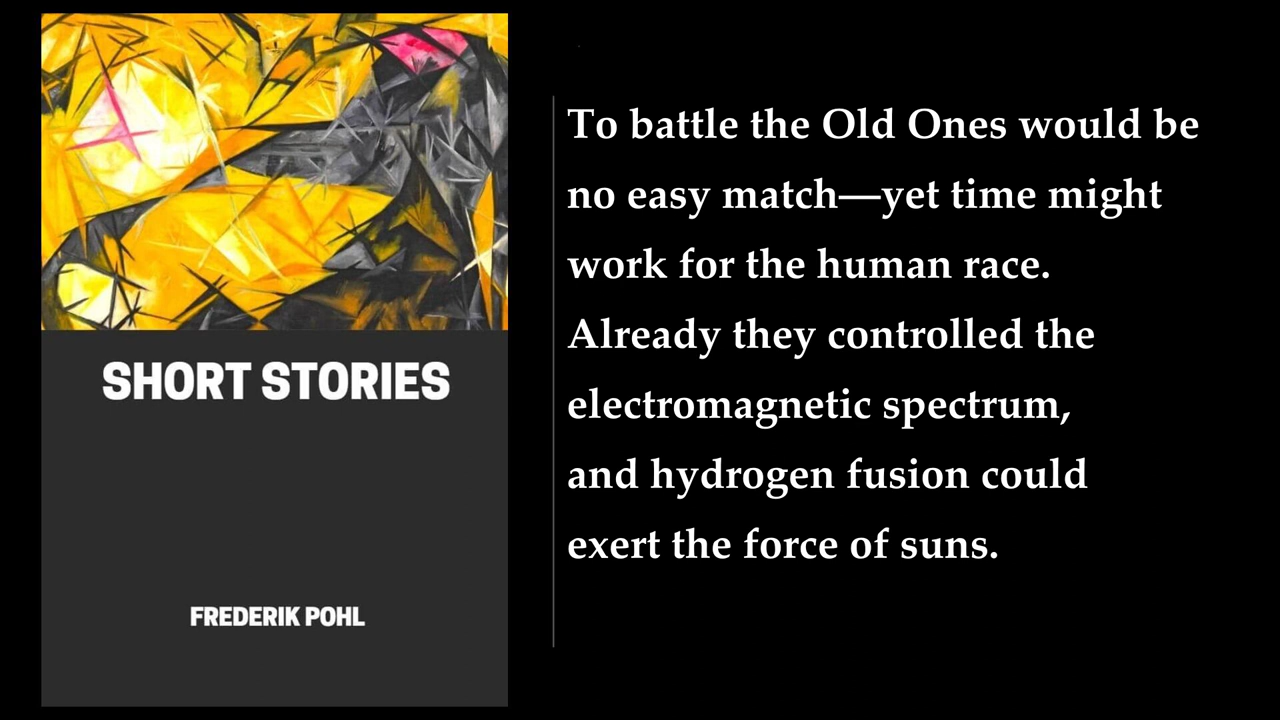 SHORT STORIES
FREDERIK POHL
To battle the Old Ones would be
no easy match—yet time might
work for the human race.
Already they controlled the
electromagnetic spectrum,
and hydrogen fusion could
exert the force of suns.